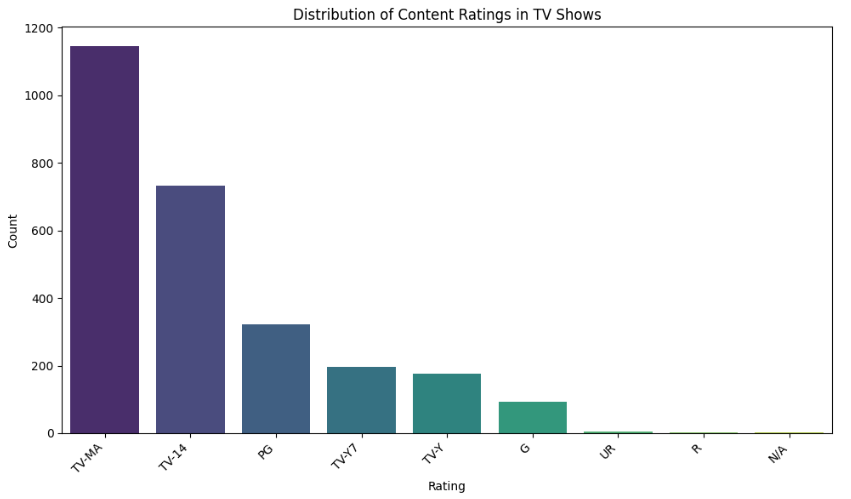 Distribution of Content Ratings in TV Shows
1200
1000
800
600
400
200
0
Count
TV-MA
TV-14
PG
TV-Y7
TV-Y
G
UR
R
N/A
Rating